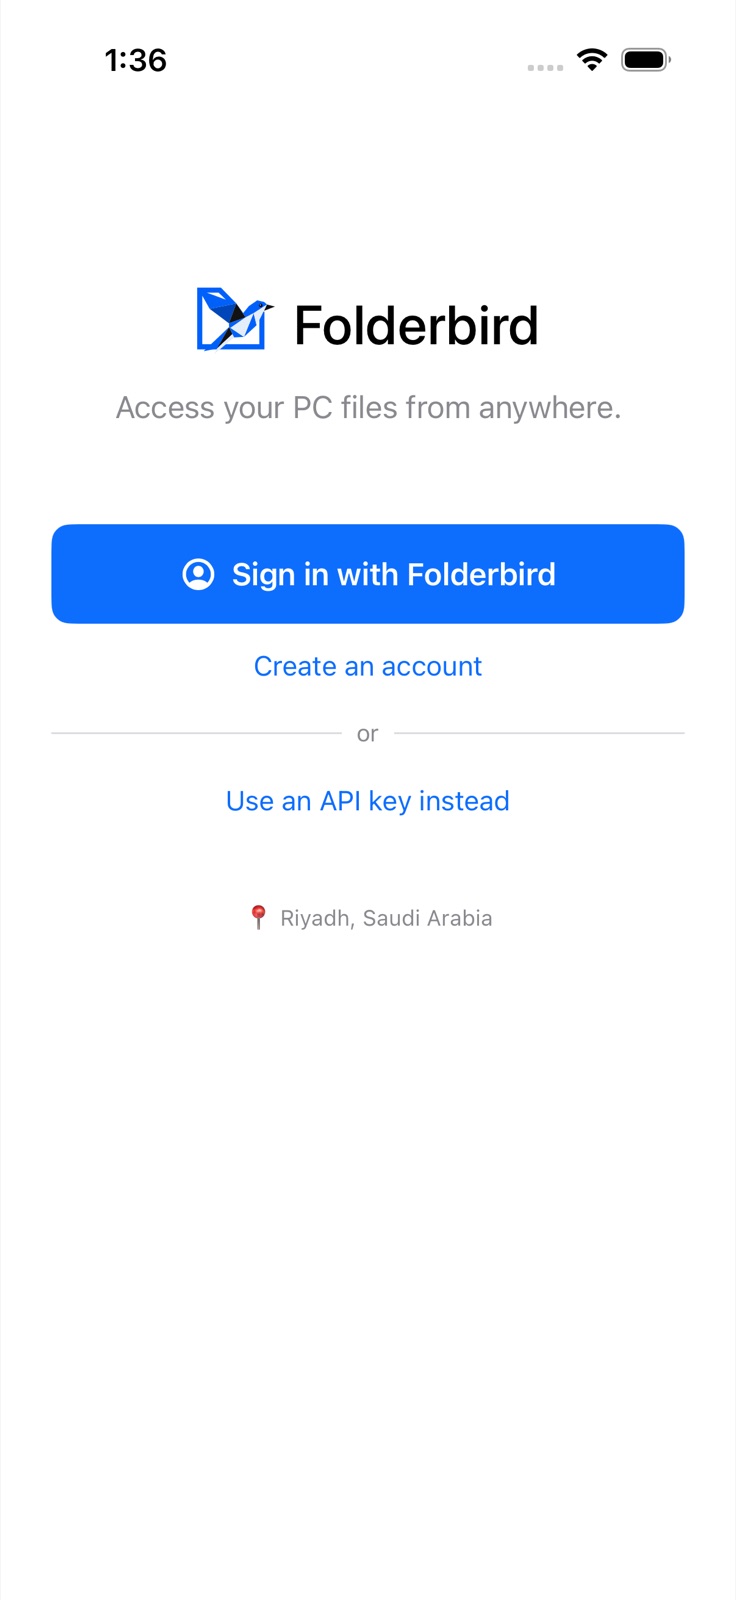 1:36
Folderbird
Access your PC files from anywhere.
Sign in with Folderbird
Create an account
or
Use an API key instead
📍 Riyadh, Saudi Arabia